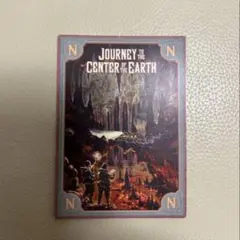 N N
JOURNEY TO THE
CENTER OF THE EARTH
N N